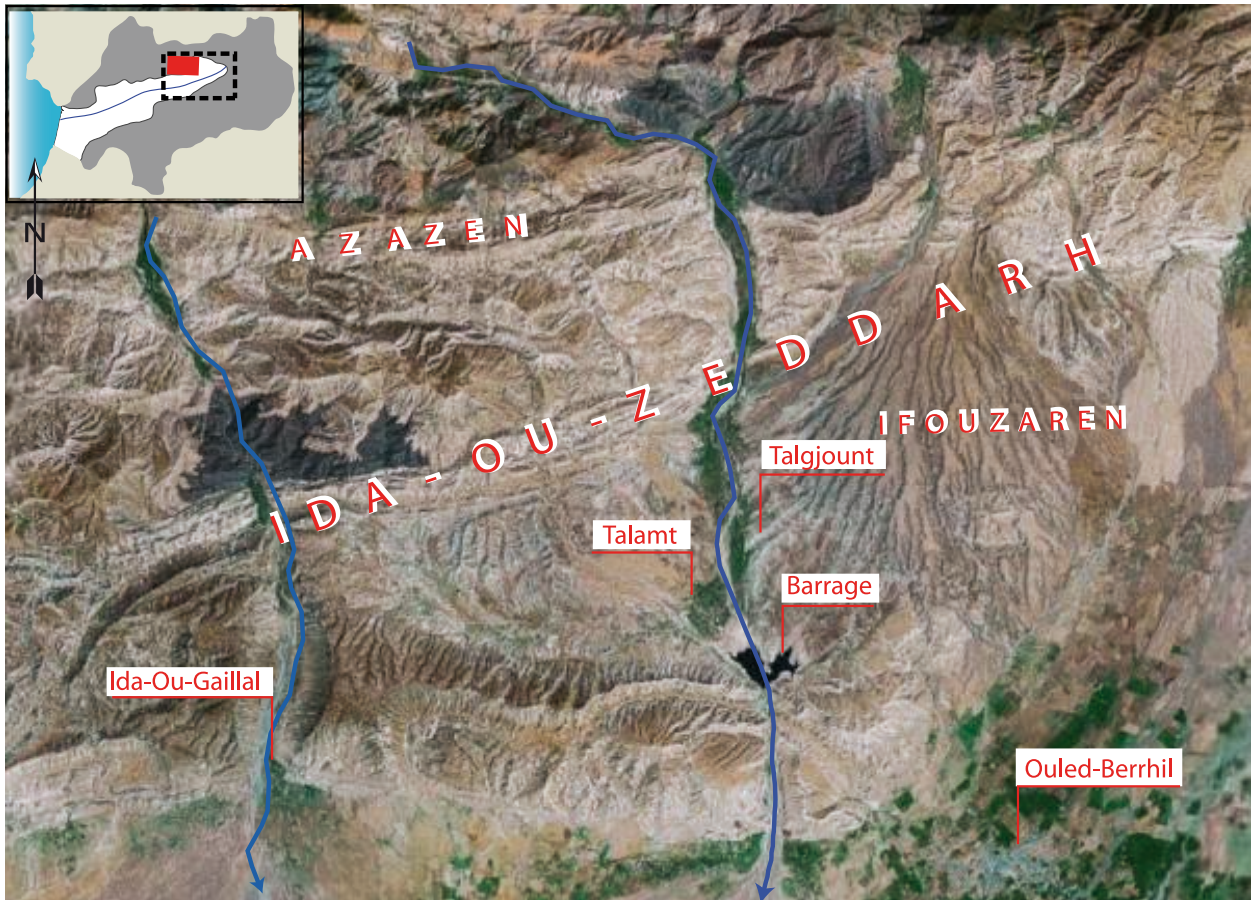 N
AZAZEN
IDA-OU-ZEDDARH
IFOUZAREN
Talgjount
Talamt
Barrage
Ida-Ou-Gaillal
Ouled-Berrhil